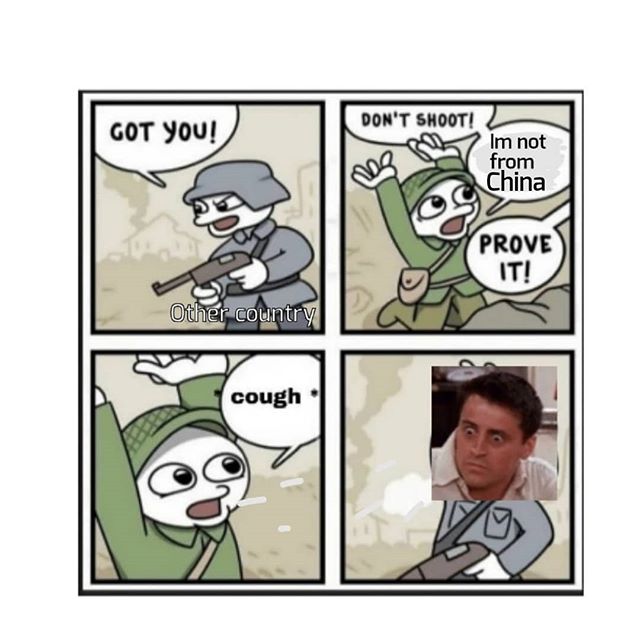 GOT YOU!
Other country
DON'T SHOOT!
Im not
from
China
PROVE
IT!
* cough *